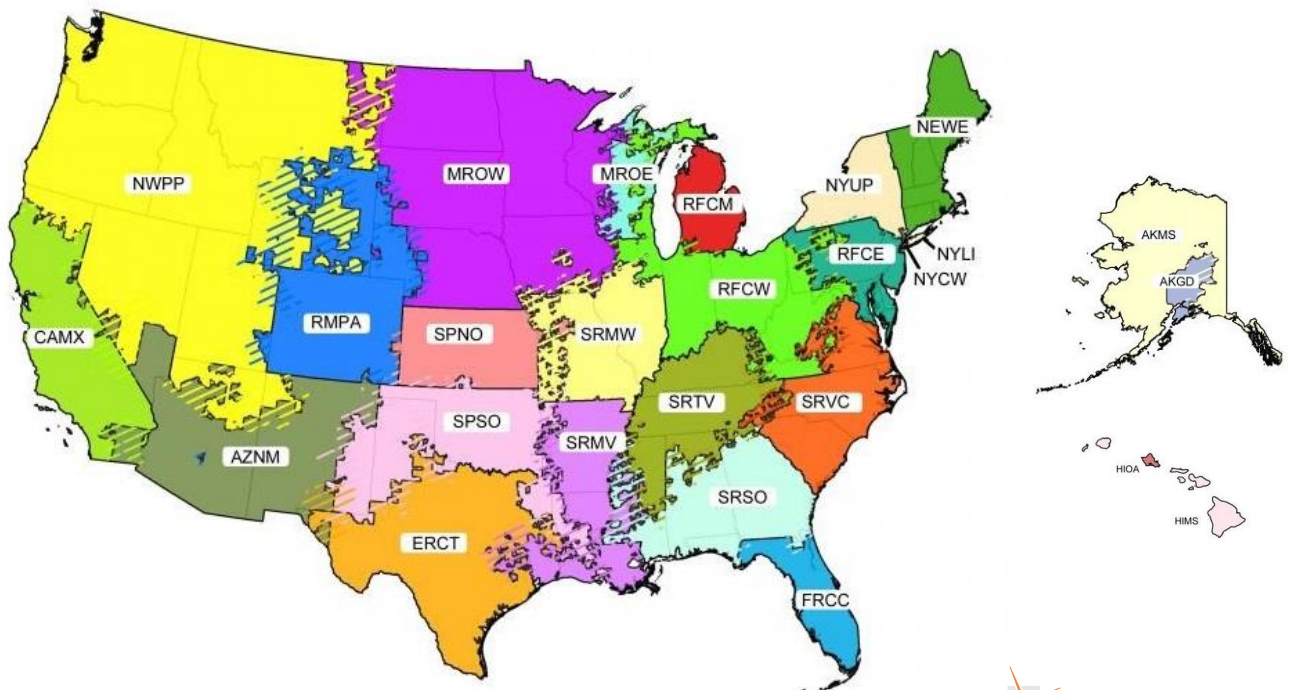 NEWE
NWPP
MROW
MROE
NYUP
RFCM
NYLI
RFCE
NYCW
RFCW
CAMX
RMPA
SPNO
SRMW
SRTV
SRVC
SPSO
SRMV
AZNM
SRSO
ERCT
FRCC
AKMS
AKGD
HIOA
HIMS